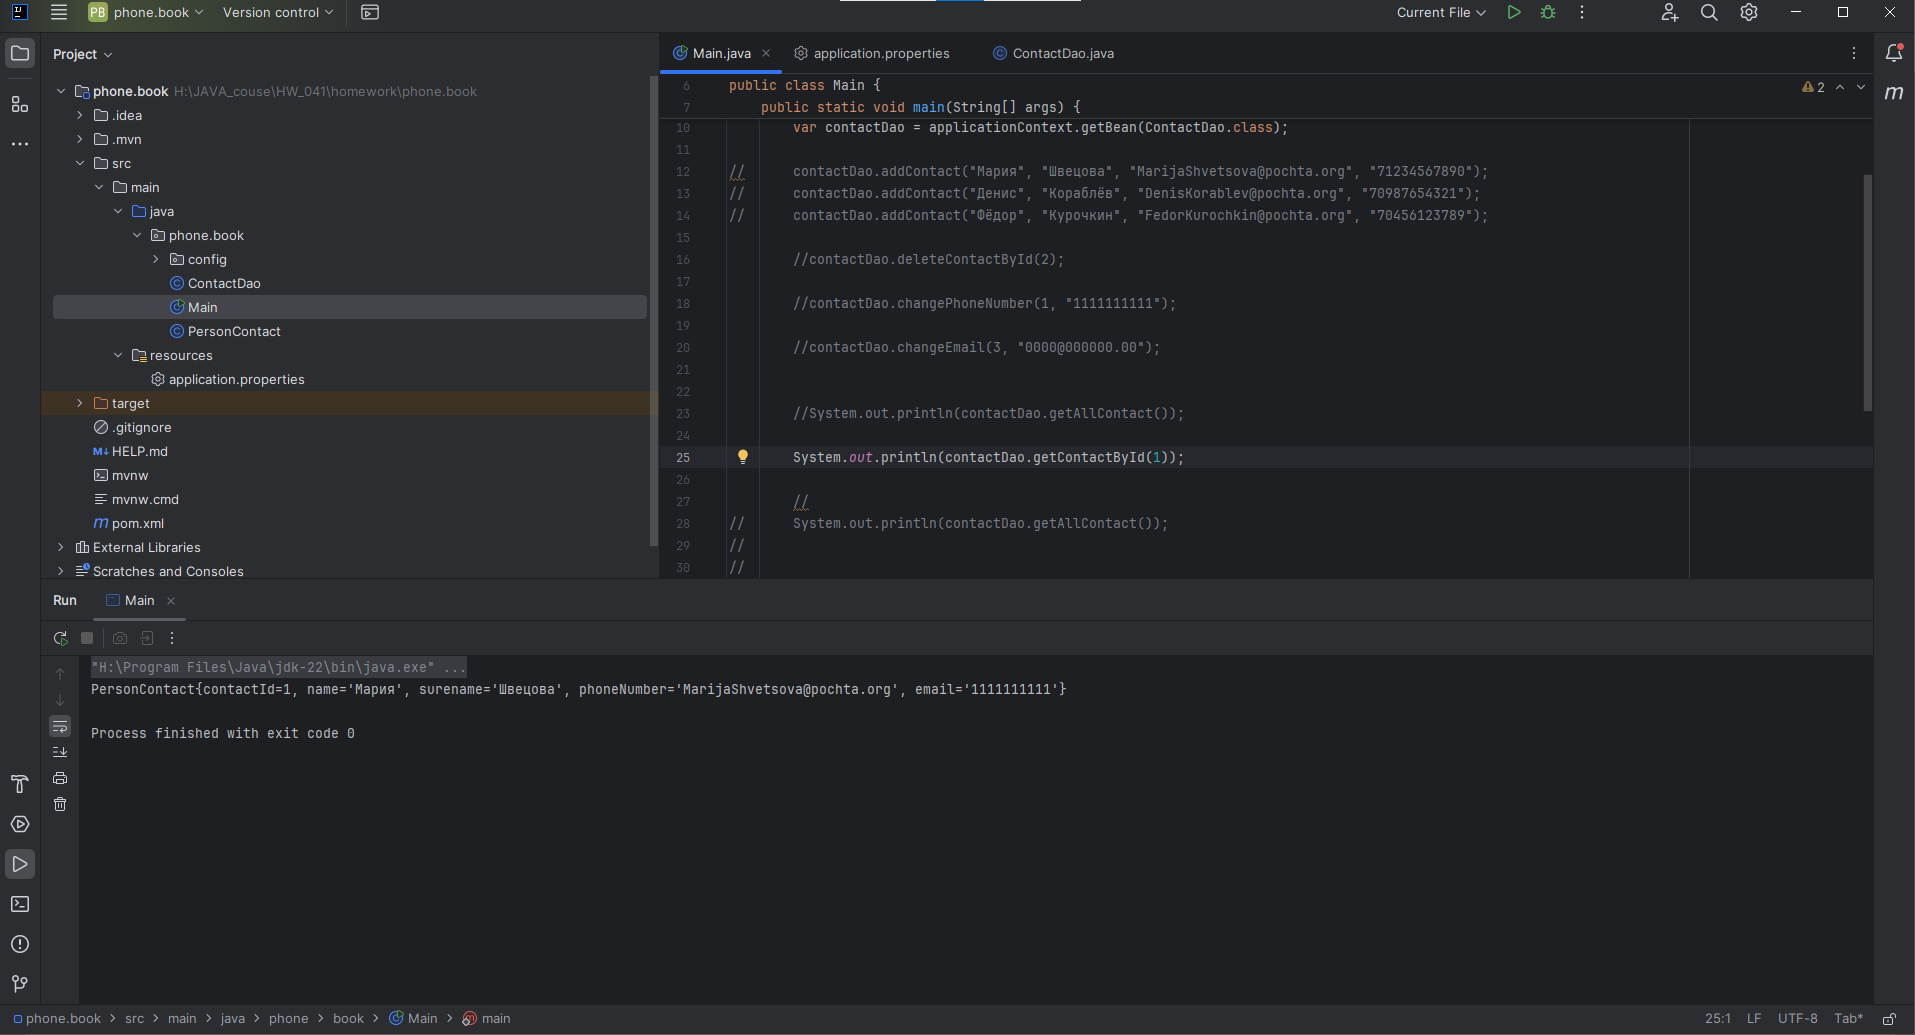 PB phone.book Version control Current File
Project
Main.java application.properties ContactDao.java
phone.book H:\JAVA_couse\HW_041\homework\phone.book
.idea
.mvn
src
main
java
phone.book
config
ContactDao
Main
PersonContact
resources
application.properties
target
.gitignore
M↓ HELP.md
mvnw
mvnw.cmd
m pom.xml
External Libraries
Scratches and Consoles
6 public class Main {
7 public static void main(String[] args) {
2
10 var contactDao = applicationContext.getBean(ContactDao.class);
11
12 // contactDao.addContact("Мария", "Швецова", "MarijaShvetsova@pochta.org", "71234567890");
13 // contactDao.addContact("Денис", "Кораблёв", "DenisKorablev@pochta.org", "70987654321");
14 // contactDao.addContact("Фёдор", "Курочкин", "FedorKurochkin@pochta.org", "70456123789");
15
16 //contactDao.deleteContactById(2);
17
18 //contactDao.changePhoneNumber(1, "1111111111");
19
20 //contactDao.changeEmail(3, "0000@000000.00");
21
22
23 //System.out.println(contactDao.getAllContact());
24
25 System.out.println(contactDao.getContactById(1));
26
27 //
28 // System.out.println(contactDao.getAllContact());
29 //
30 //
m
Run Main
"H:\Program Files\Java\jdk-22\bin\java.exe" ...
PersonContact{contactId=1, name='Мария', surename='Швецова', phoneNumber='MarijaShvetsova@pochta.org', email='1111111111'}
Process finished with exit code 0
phone.book > src > main > java > phone > book > Main > main
25:1 LF UTF-8 Tab*